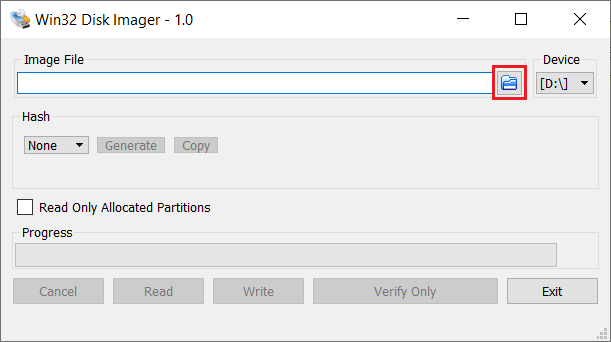 Win32 Disk Imager - 1.0
Image File
Device
[D:\]
Hash
None
Generate
Copy
Read Only Allocated Partitions
Progress
Cancel
Read
Write
Verify Only
Exit